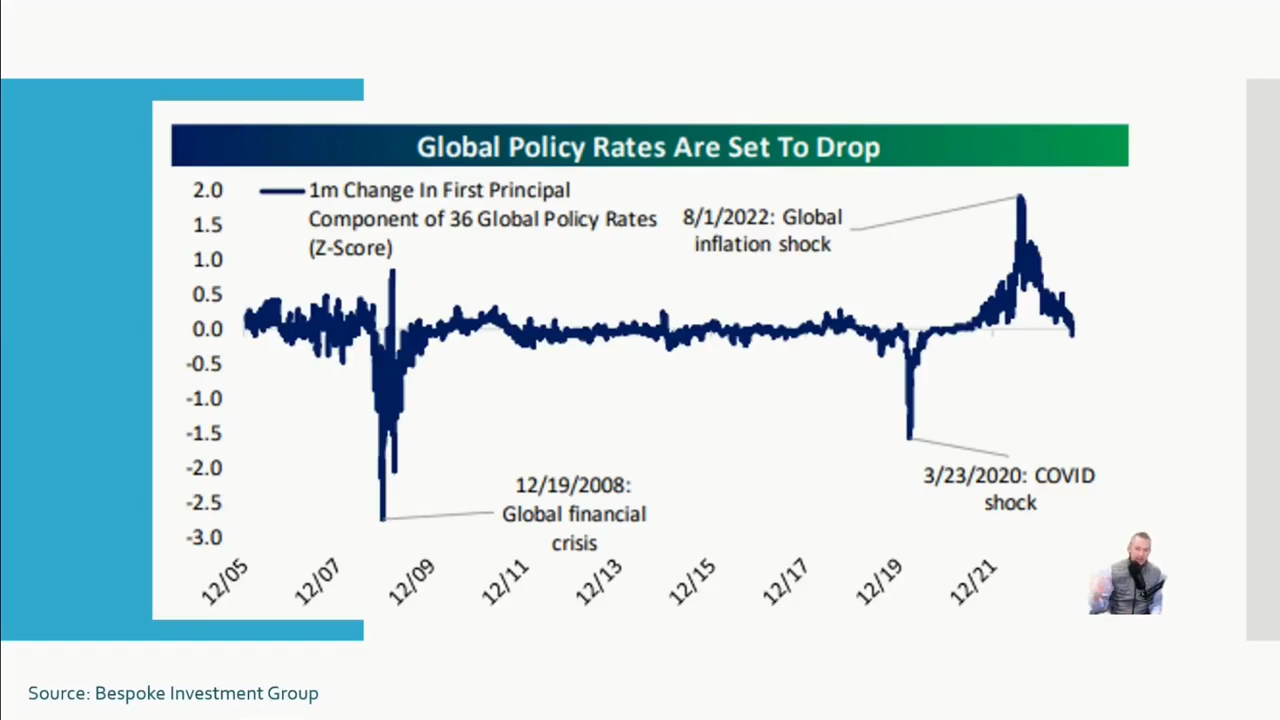 Global Policy Rates Are Set To Drop
2.0
1.5
1.0
0.5
0.0
-0.5
-1.0
-1.5
-2.0
-2.5
-3.0
1m Change In First Principal
Component of 36 Global Policy Rates
(Z-Score)
8/1/2022: Global
inflation shock
12/19/2008:
Global financial
crisis
3/23/2020: COVID
shock
12/05
12/07
12/09
12/11
12/13
12/15
12/17
12/19
12/21
Source: Bespoke Investment Group